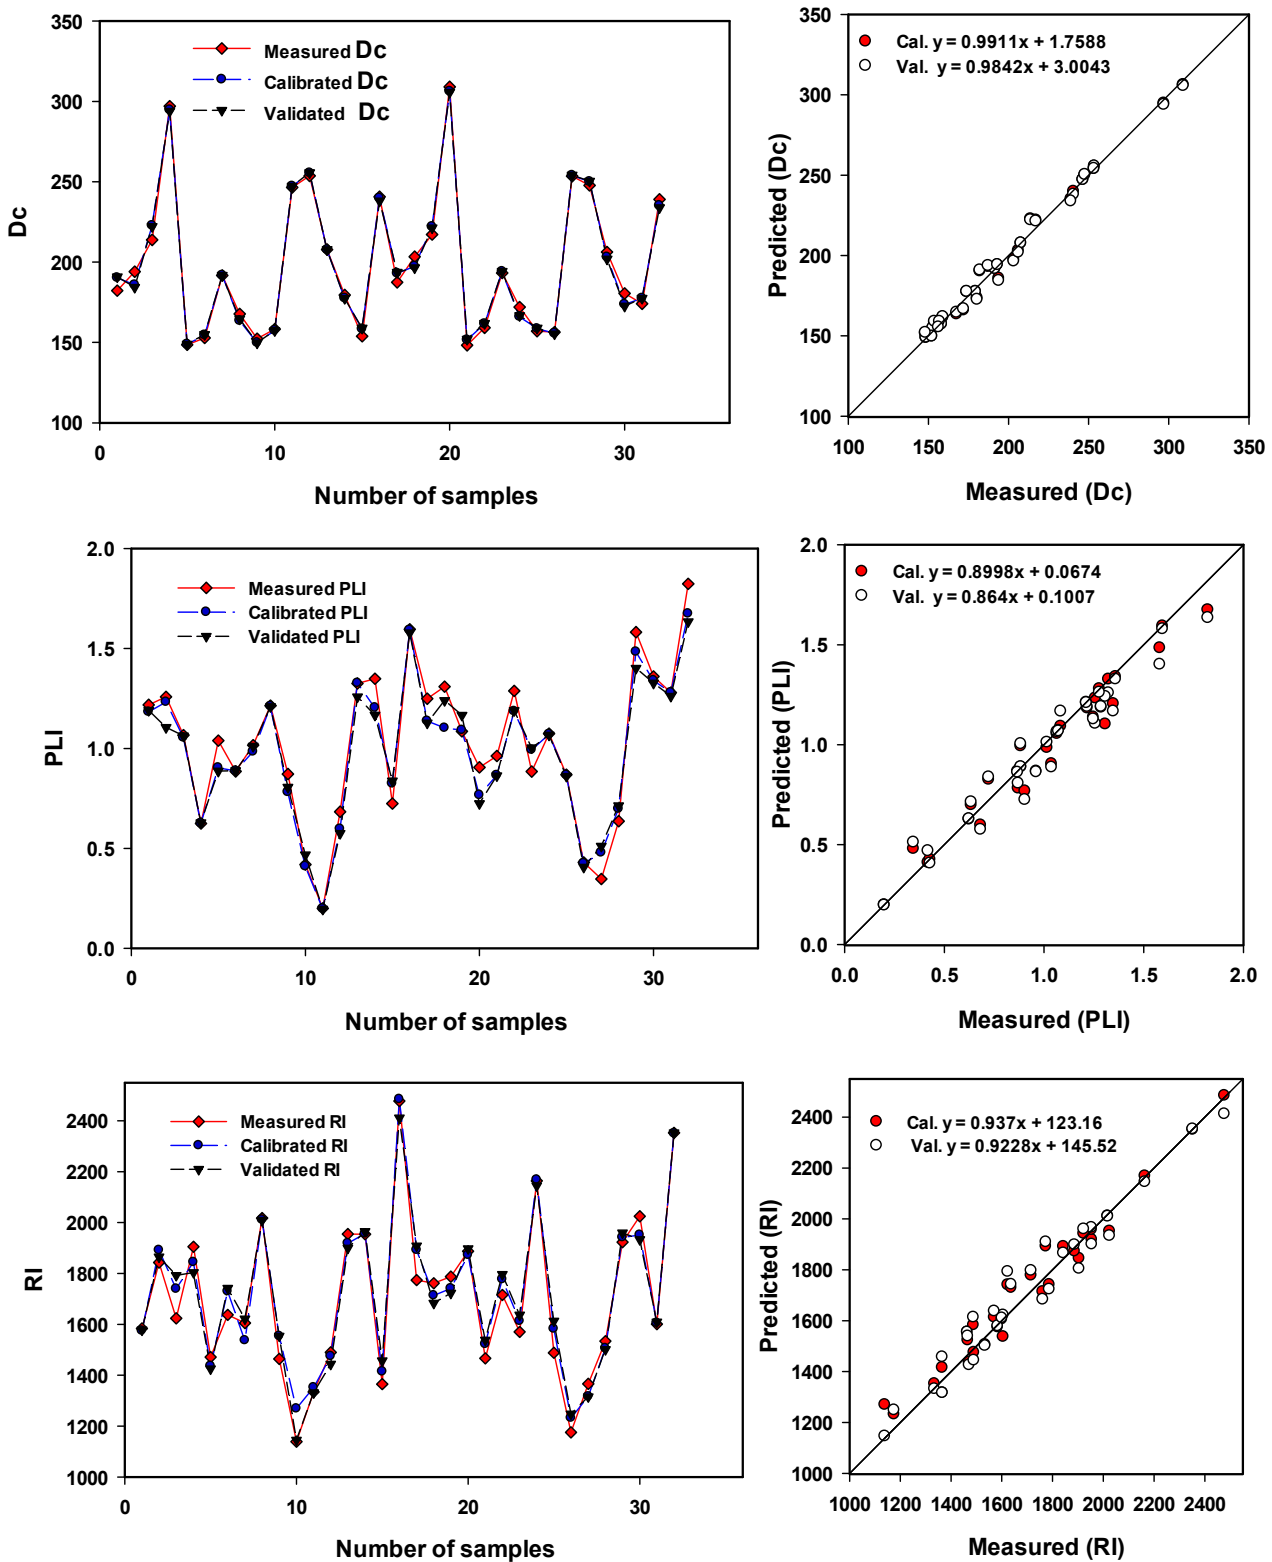 350
300
250
200
150
100
Dc
Measured Dc
Calibrated Dc
Validated Dc
0
10
20
30
Number of samples
350
300
250
200
150
100
Predicted (Dc)
Cal. y = 0.9911x + 1.7588
Val. y = 0.9842x + 3.0043
100
150
200
250
300
350
Measured (Dc)
2.0
1.5
1.0
0.5
0.0
PLI
Measured PLI
Calibrated PLI
Validated PLI
0
10
20
30
Number of samples
2.0
1.5
1.0
0.5
0.0
Predicted (PLI)
Cal. y = 0.8998x + 0.0674
Val. y = 0.864x + 0.1007
0.0
0.5
1.0
1.5
2.0
Measured (PLI)
2400
2200
2000
1800
1600
1400
1200
1000
RI
Measured RI
Calibrated RI
Validated RI
0
10
20
30
Number of samples
2400
2200
2000
1800
1600
1400
1200
1000
Predicted (RI)
Cal. y = 0.937x + 123.16
Val. y = 0.9228x + 145.52
1000
1200
1400
1600
1800
2000
2200
2400
Measured (RI)